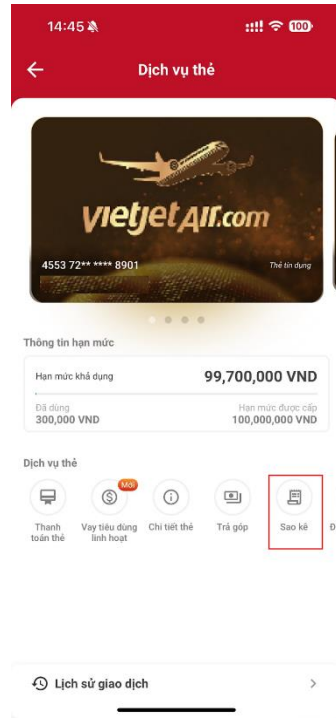 14:45
100
Dịch vụ thẻ
vietjetAir.com
4553 72** **** 8901
Thẻ tín dụng
Thông tin hạn mức
Hạn mức khả dụng
99,700,000 VND
Đã dùng
Hạn mức được cấp
300,000 VND
100,000,000 VND
Dịch vụ thẻ
Mới
Thanh toán thẻ
Vay tiêu dùng linh hoạt
Chi tiết thẻ
Trả góp
Sao kê
Đ
Lịch sử giao dịch